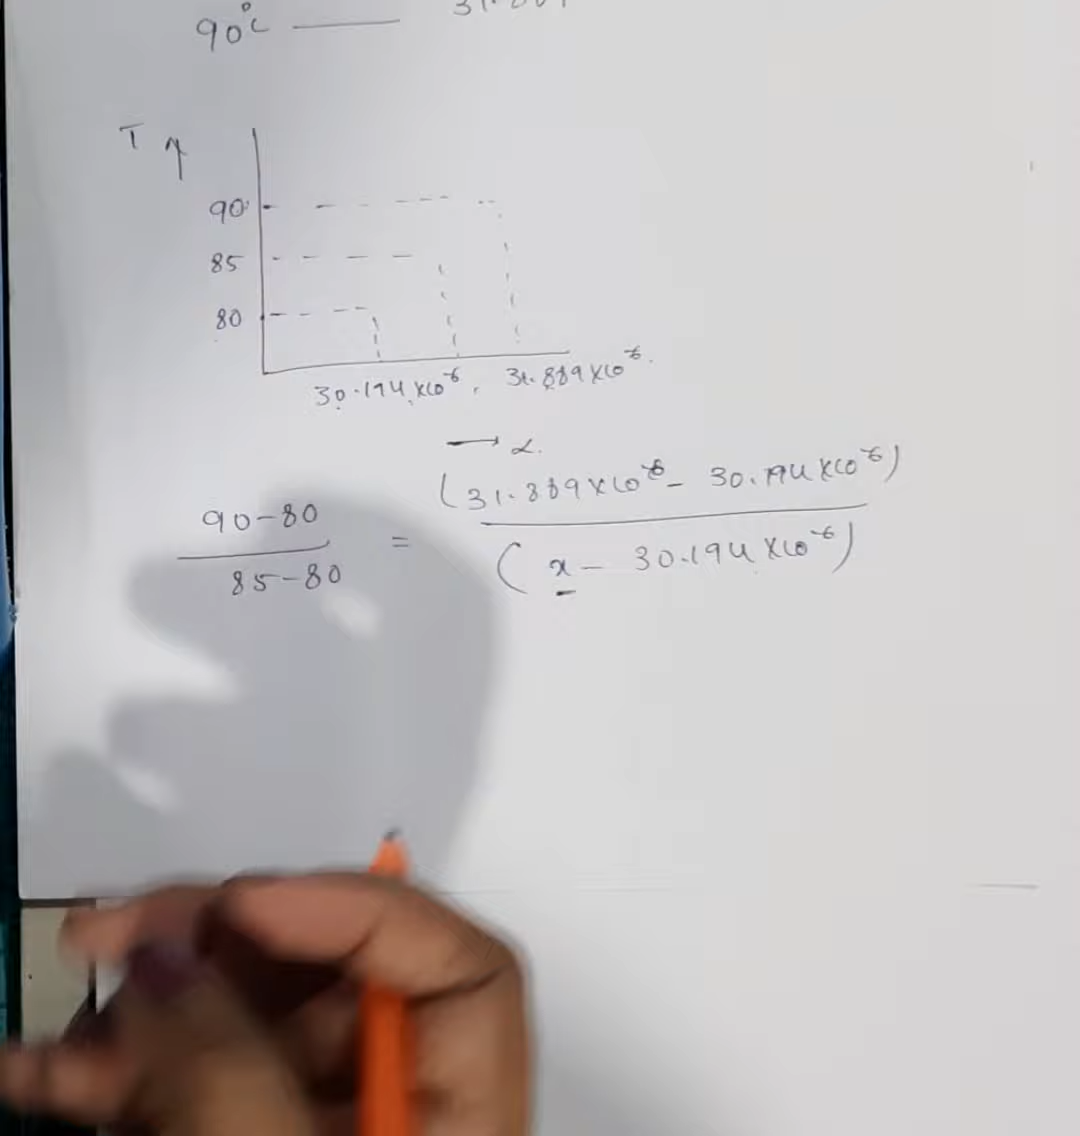 90°C ——
T ↑
90
85
80
30.194 × 10⁻⁶, 31.889 × 10⁻⁶.
→ α.
90-80 / 85-80 = (31.889 × 10⁻⁶ - 30.194 × 10⁻⁶) / (x - 30.194 × 10⁻⁶)